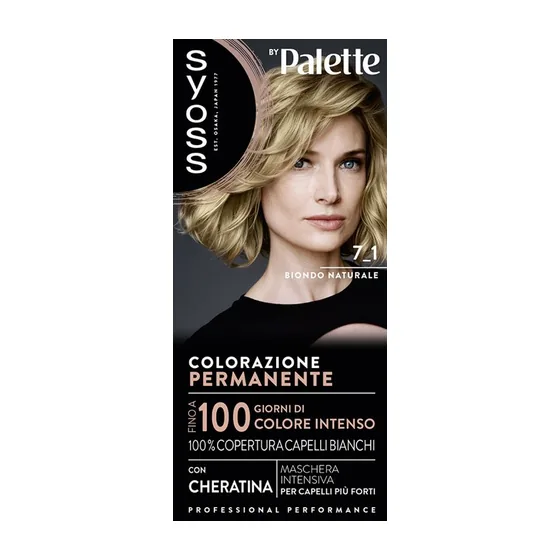 syoss
EST. OSAKA, JAPAN 1977
BY Palette
7_1
BIONDO NATURALE
COLORAZIONE
PERMANENTE
FINO A 100 GIORNI DI
COLORE INTENSO
100% COPERTURA CAPELLI BIANCHI
CON
CHERATINA
MASCHERA
INTENSIVA
PER CAPELLI PIÙ FORTI
PROFESSIONAL PERFORMANCE